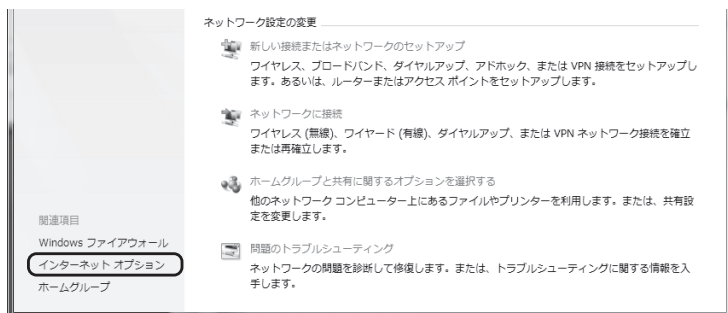 ネットワーク設定の変更
新しい接続またはネットワークのセットアップ
ワイヤレス、ブロードバンド、ダイヤルアップ、アドホック、または VPN 接続をセットアップし
ます。あるいは、ルーターまたはアクセス ポイントをセットアップします。
ネットワークに接続
ワイヤレス (無線)、ワイヤード (有線)、ダイヤルアップ、または VPN ネットワーク接続を確立
または再確立します。
ホームグループと共有に関するオプションを選択する
他のネットワーク コンピューター上にあるファイルやプリンターを利用します。または、共有設
定を変更します。
問題のトラブルシューティング
ネットワークの問題を診断して修復します。または、トラブルシューティングに関する情報を入
手します。
関連項目
Windows ファイアウォール
インターネット オプション
ホームグループ